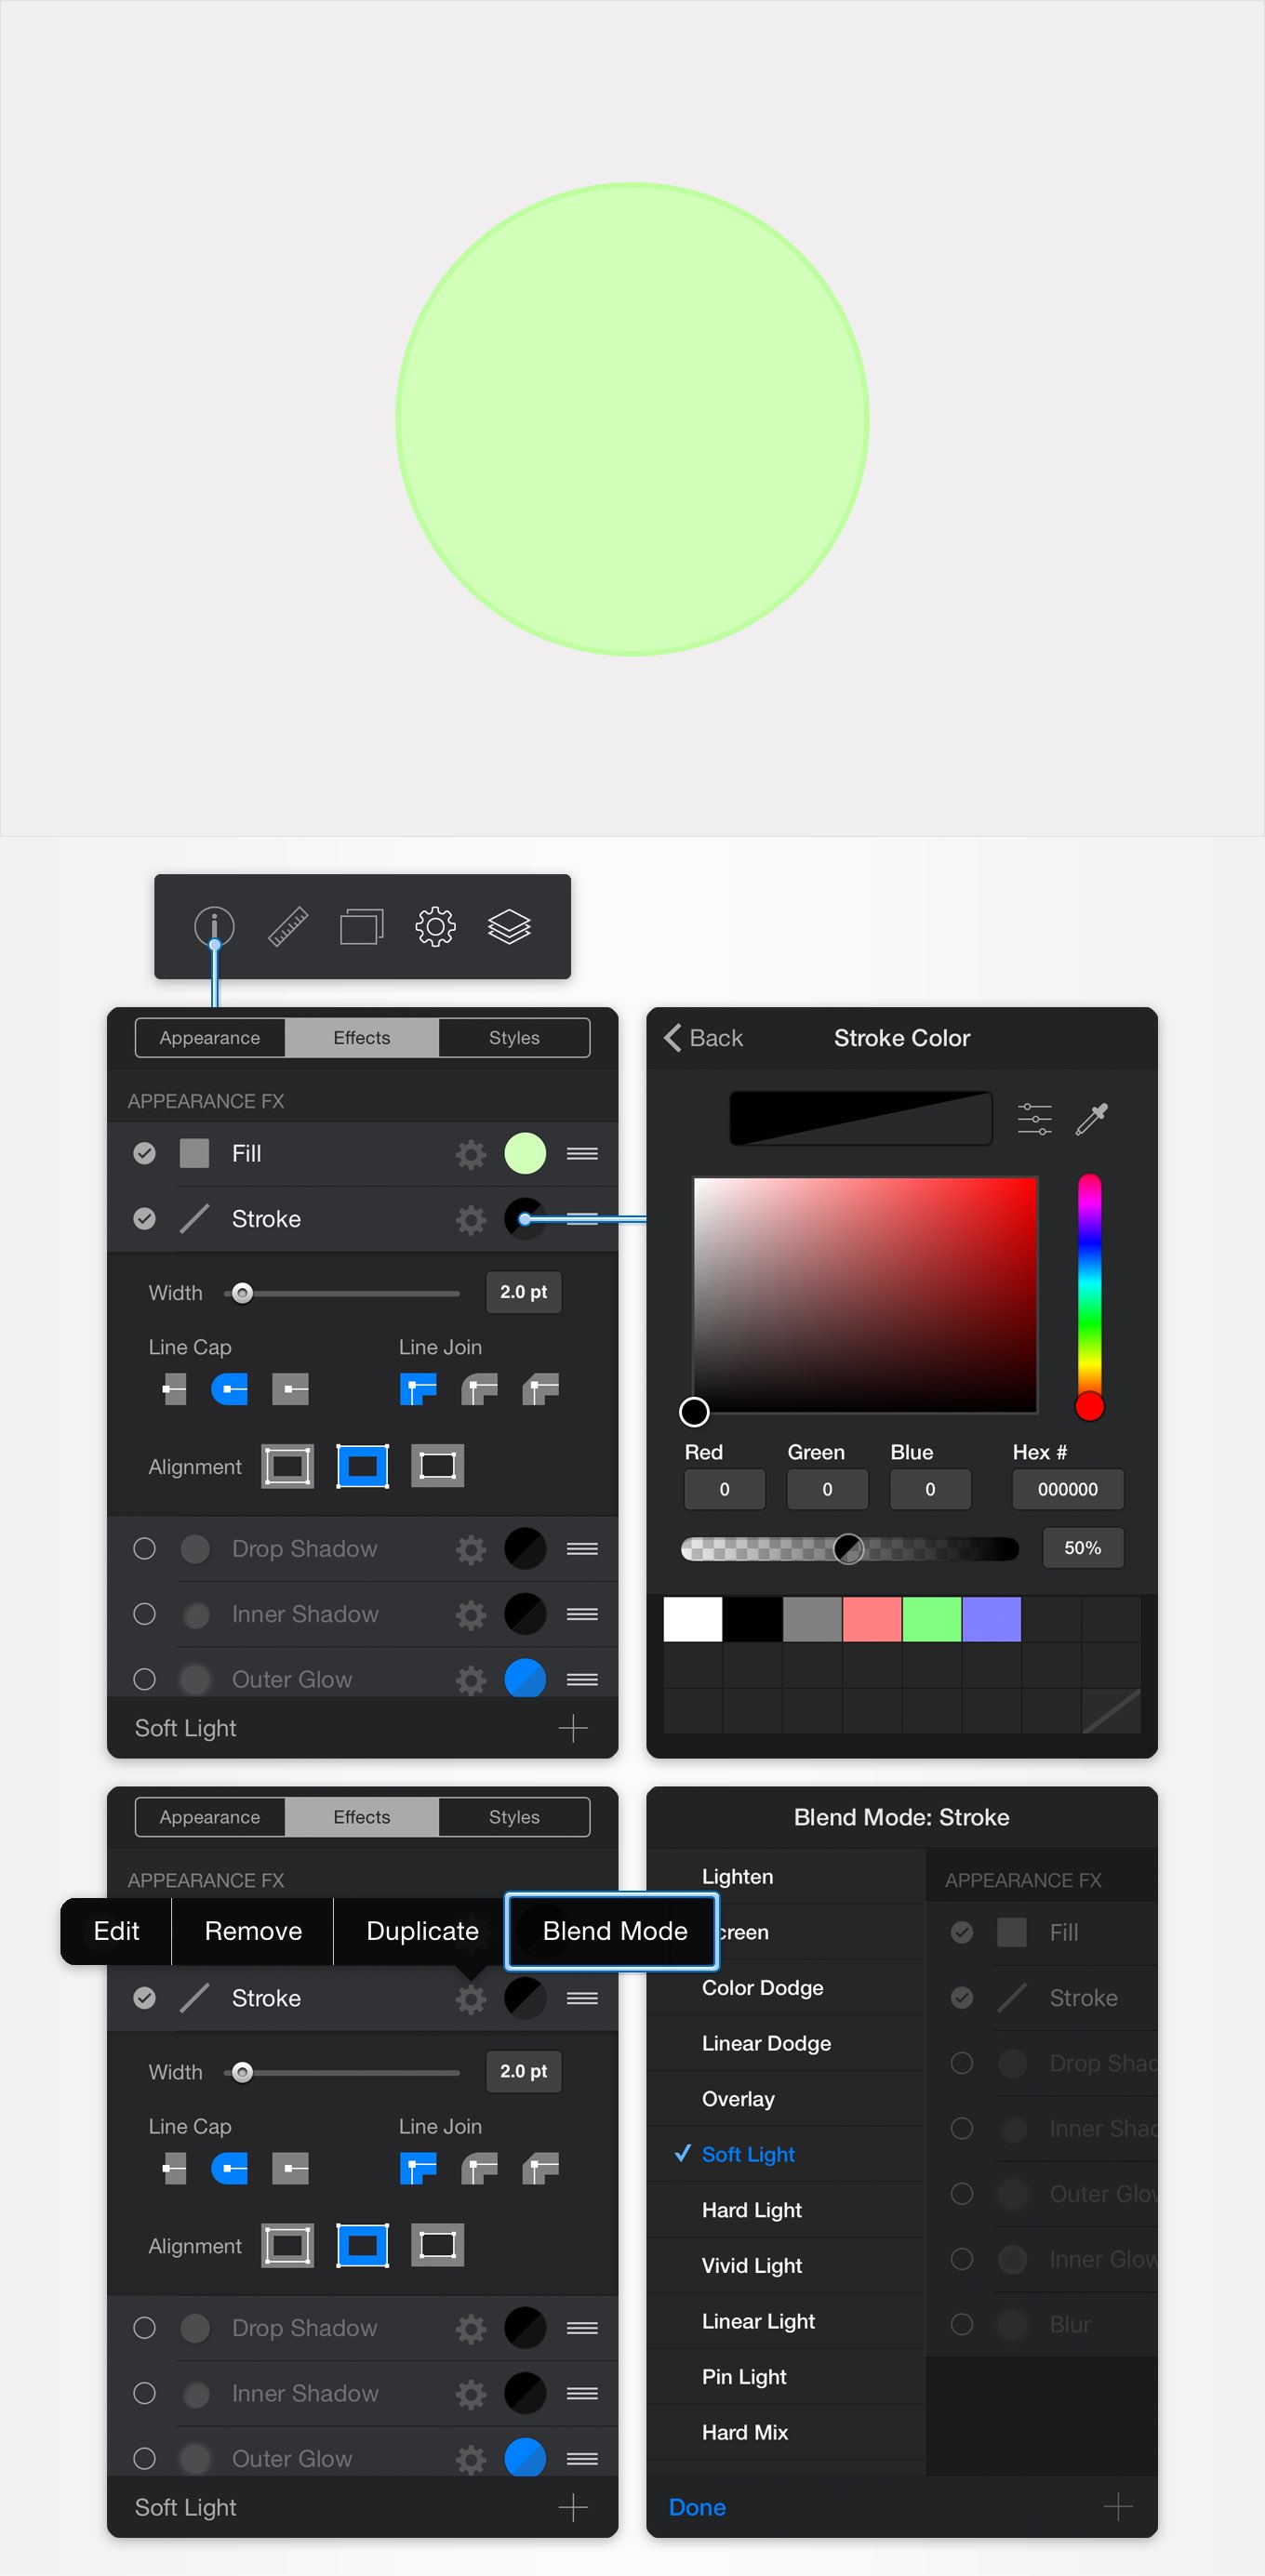 Appearance Effects Styles
APPEARANCE FX
Fill
Stroke
Width 2.0 pt
Line Cap Line Join
Alignment
Drop Shadow
Inner Shadow
Outer Glow
Soft Light
Back Stroke Color
Red Green Blue Hex #
0 0 0 000000
50%
Appearance Effects Styles
APPEARANCE FX
Edit Remove Duplicate Blend Mode
Stroke
Width 2.0 pt
Line Cap Line Join
Alignment
Drop Shadow
Inner Shadow
Outer Glow
Soft Light
Blend Mode: Stroke
Lighten
creen
Color Dodge
Linear Dodge
Overlay
Soft Light
Hard Light
Vivid Light
Linear Light
Pin Light
Hard Mix
Done
APPEARANCE FX
Fill
Stroke
Drop Shad
Inner Shad
Outer Glow
Inner Glow
Blur